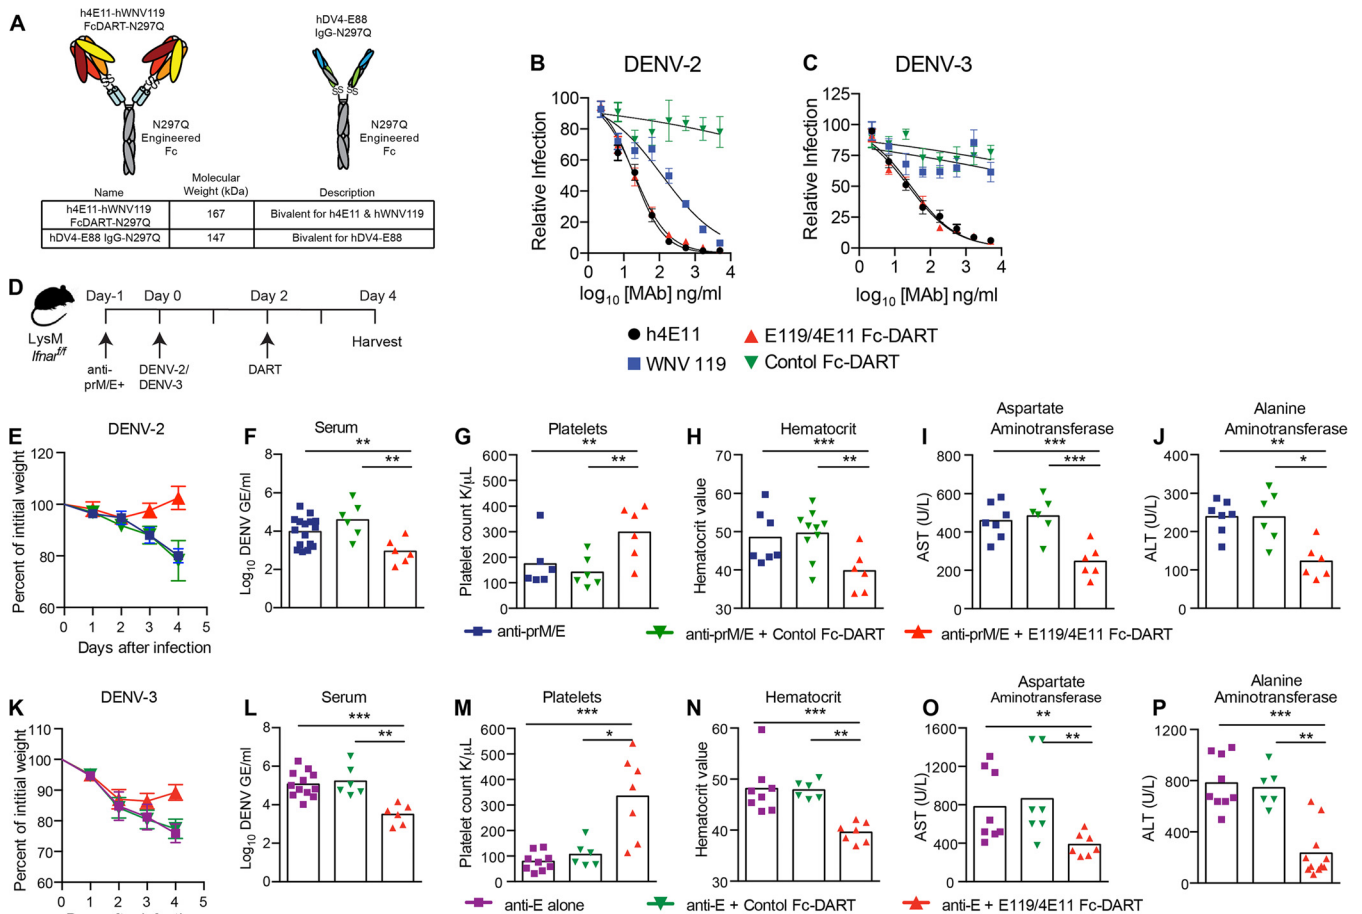 A
h4E11-hWNV119
FcDART-N297Q
hDV4-E88
IgG-N297Q
SS SS
N297Q
Engineered
Fc
N297Q
Engineered
Fc
Name
Molecular
Weight (kDa)
Description
h4E11-hWNV119
FcDART-N297Q
167
Bivalent for h4E11 & hWNV119
hDV4-E88 IgG-N297Q
147
Bivalent for hDV4-E88
B
DENV-2
Relative Infection
100
80
60
40
20
0
0 1 2 3 4
log10 [MAb] ng/ml
C
DENV-3
Relative Infection
125
100
75
50
25
0
0 1 2 3 4
log10 [MAb] ng/ml
h4E11
E119/4E11 Fc-DART
WNV 119
Contol Fc-DART
D
Day-1 Day 0 Day 2 Day 4
LysM
Ifnar f/f
anti-
prM/E+
DENV-2/
DENV-3
DART
Harvest
E
DENV-2
Percent of intitial weight
120
100
80
60
0 1 2 3 4 5
Days after infection
F
Serum
**
**
Log10 DENV GE/ml
8
6
4
2
0
G
Platelets
**
**
Platelet count K/µL
600
500
400
300
200
100
0
H
Hematocrit
***
**
Hematocrit value
70
60
50
40
30
I
Aspartate
Aminotransferase
***
***
AST (U/L)
800
600
400
200
0
J
Alanine
Aminotransferase
**
*
ALT (U/L)
400
300
200
100
0
anti-prM/E
anti-prM/E + Contol Fc-DART
anti-prM/E + E119/4E11 Fc-DART
K
DENV-3
Percent of intitial weight
110
100
90
80
70
60
0 1 2 3 4 5
L
Serum
***
**
Log10 DENV GE/ml
8
6
4
2
0
M
Platelets
***
*
Platelet count K/µL
600
500
400
300
200
100
0
N
Hematocrit
***
**
Hematocrit value
60
50
40
30
O
Aspartate
Aminotransferase
**
**
AST (U/L)
1600
1200
800
400
0
P
Alanine
Aminotransferase
***
**
ALT (U/L)
1200
800
400
0
anti-E alone
anti-E + Contol Fc-DART
anti-E + E119/4E11 Fc-DART